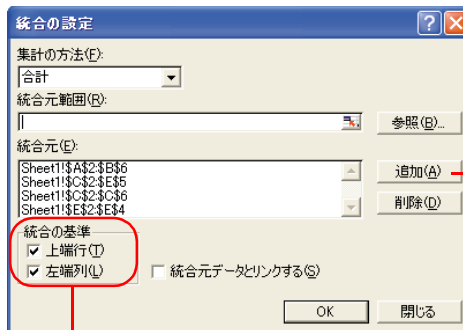 統合の設定
集計の方法(F):
合計
統合元範囲(R):
参照(B)...
統合元(E):
Sheet1!$A$2:$B$6
Sheet1!$C$2:$E$5
Sheet1!$C$2:$C$6
Sheet1!$E$2:$E$4
追加(A)
削除(D)
統合の基準
上端行(T)
左端列(L)
統合元データとリンクする(S)
OK
閉じる